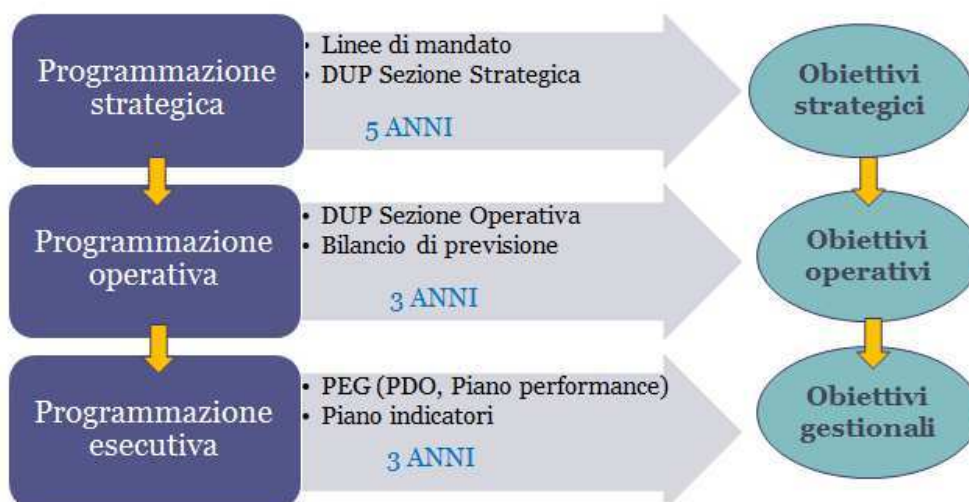 Programmazione
strategica
• Linee di mandato
• DUP Sezione Strategica
5 ANNI
Obiettivi
strategici
Programmazione
operativa
• DUP Sezione Operativa
• Bilancio di previsione
3 ANNI
Obiettivi
operativi
Programmazione
esecutiva
• PEG (PDO, Piano performance)
• Piano indicatori
3 ANNI
Obiettivi
gestionali